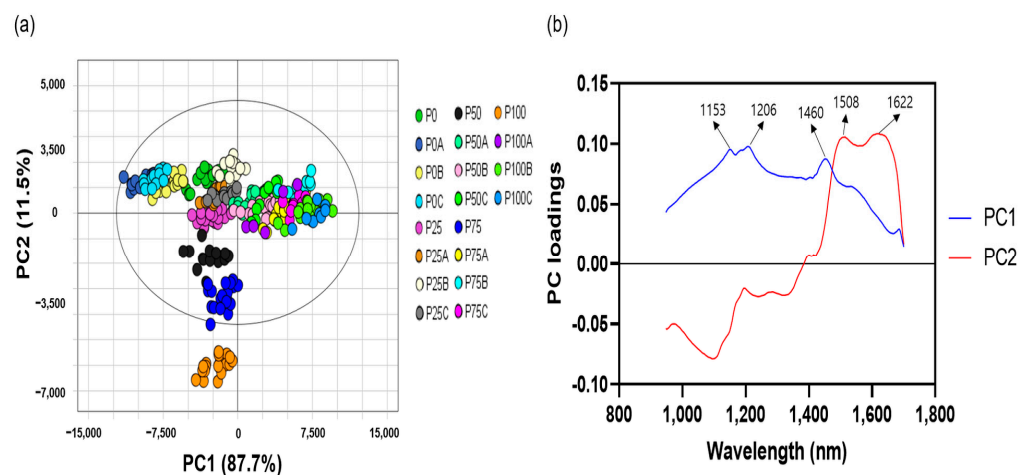 (a)
5,000
3,500
0
−3,500
−7,000
PC2 (11.5%)
−15,000 −7,500 0 7,500 15,000
PC1 (87.7%)
P0 P50 P100
P0A P50A P100A
P0B P50B P100B
P0C P50C P100C
P25 P75
P25A P75A
P25B P75B
P25C P75C
(b)
0.15
0.10
0.05
0.00
-0.05
-0.10
PC loadings
1153 1206 1460 1508 1622
800 1,000 1,200 1,400 1,600 1,800
Wavelength (nm)
PC1
PC2